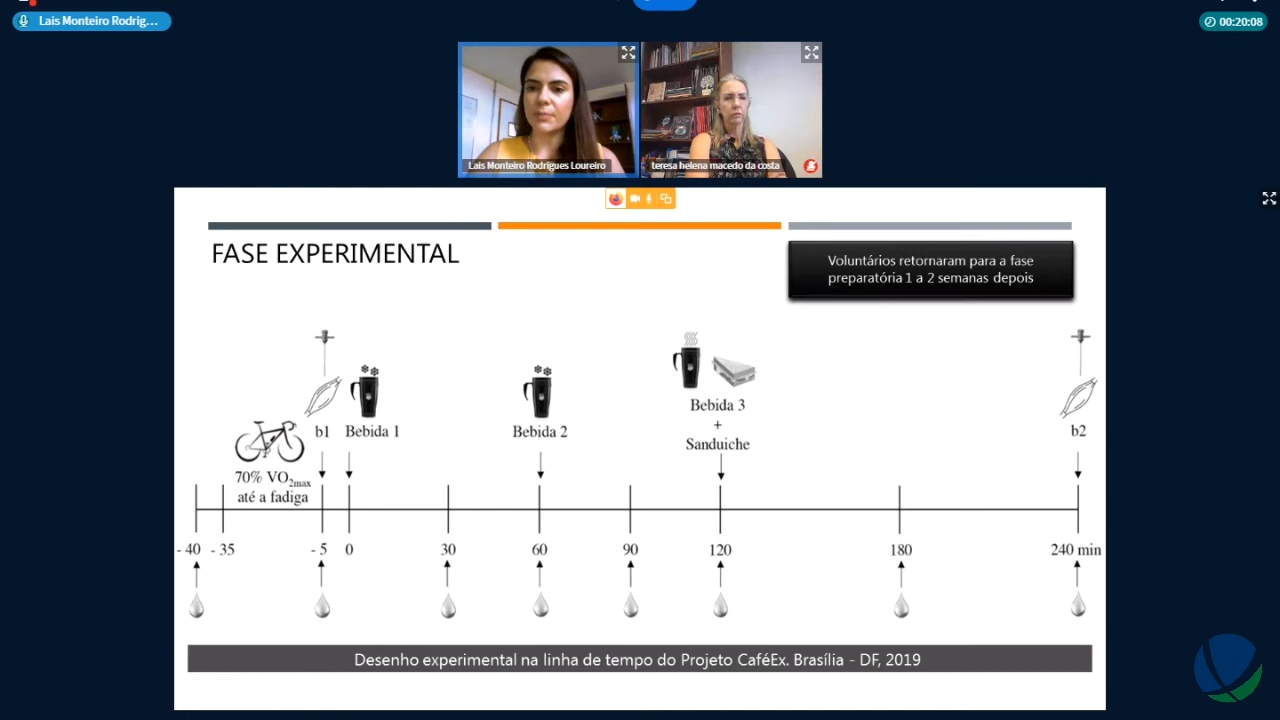 Lais Monteiro Rodrig...
00:20:08
Lais Monteiro Rodrigues Loureiro
teresa helena macedo da costa
FASE EXPERIMENTAL
Voluntários retornaram para a fase
preparatória 1 a 2 semanas depois
b1
Bebida 1
Bebida 2
Bebida 3
+
Sanduiche
b2
70% VO2max
até a fadiga
- 40 - 35 - 5 0 30 60 90 120 180 240 min
Desenho experimental na linha de tempo do Projeto CaféEx. Brasília - DF, 2019